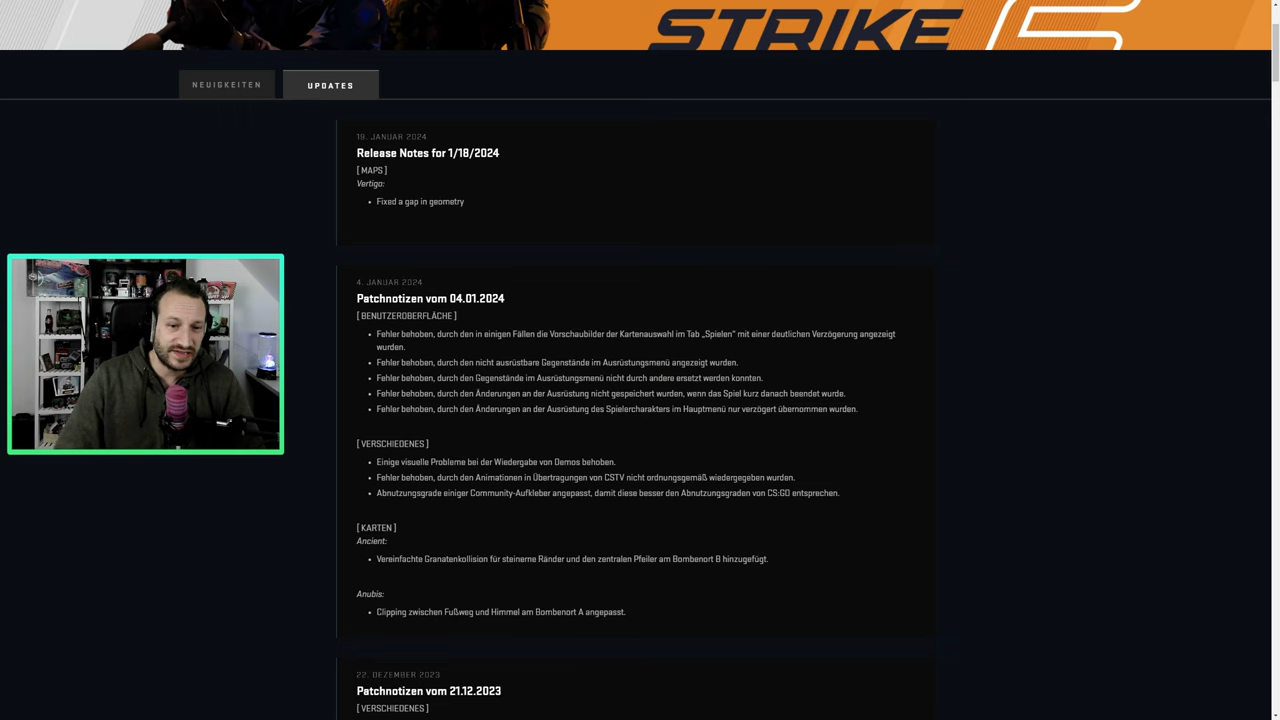 STRIKE
NEUIGKEITEN
UPDATES
19. JANUAR 2024
Release Notes for 1/18/2024
[ MAPS ]
Vertigo:
• Fixed a gap in geometry
4. JANUAR 2024
Patchnotizen vom 04.01.2024
[ BENUTZEROBERFLÄCHE ]
• Fehler behoben, durch den in einigen Fällen die Vorschaubilder der Kartenauswahl im Tab „Spielen“ mit einer deutlichen Verzögerung angezeigt
wurden.
• Fehler behoben, durch den nicht ausrüstbare Gegenstände im Ausrüstungsmenü angezeigt wurden.
• Fehler behoben, durch den Gegenstände im Ausrüstungsmenü nicht durch andere ersetzt werden konnten.
• Fehler behoben, durch den Änderungen an der Ausrüstung nicht gespeichert wurden, wenn das Spiel kurz danach beendet wurde.
• Fehler behoben, durch den Änderungen an der Ausrüstung des Spielercharakters im Hauptmenü nur verzögert übernommen wurden.
[ VERSCHIEDENES ]
• Einige visuelle Probleme bei der Wiedergabe von Demos behoben.
• Fehler behoben, durch den Animationen in Übertragungen von CSTV nicht ordnungsgemäß wiedergegeben wurden.
• Abnutzungsgrade einiger Community-Aufkleber angepasst, damit diese besser den Abnutzungsgraden von CS:GO entsprechen.
[ KARTEN ]
Ancient:
• Vereinfachte Granatenkollision für steinerne Ränder und den zentralen Pfeiler am Bombenort B hinzugefügt.
Anubis:
• Clipping zwischen Fußweg und Himmel am Bombenort A angepasst.
22. DEZEMBER 2023
Patchnotizen vom 21.12.2023
[ VERSCHIEDENES ]